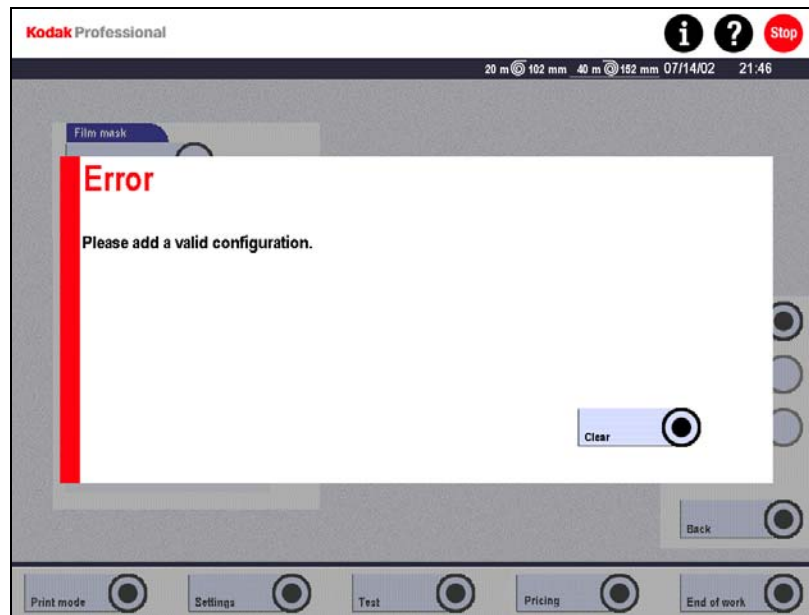 Kodak Professional
i ? Stop
20 m 102 mm 40 m 152 mm 07/14/02 21:46
Film mask
Error
Please add a valid configuration.
Clear
Back
Print mode Settings Test Pricing End of work